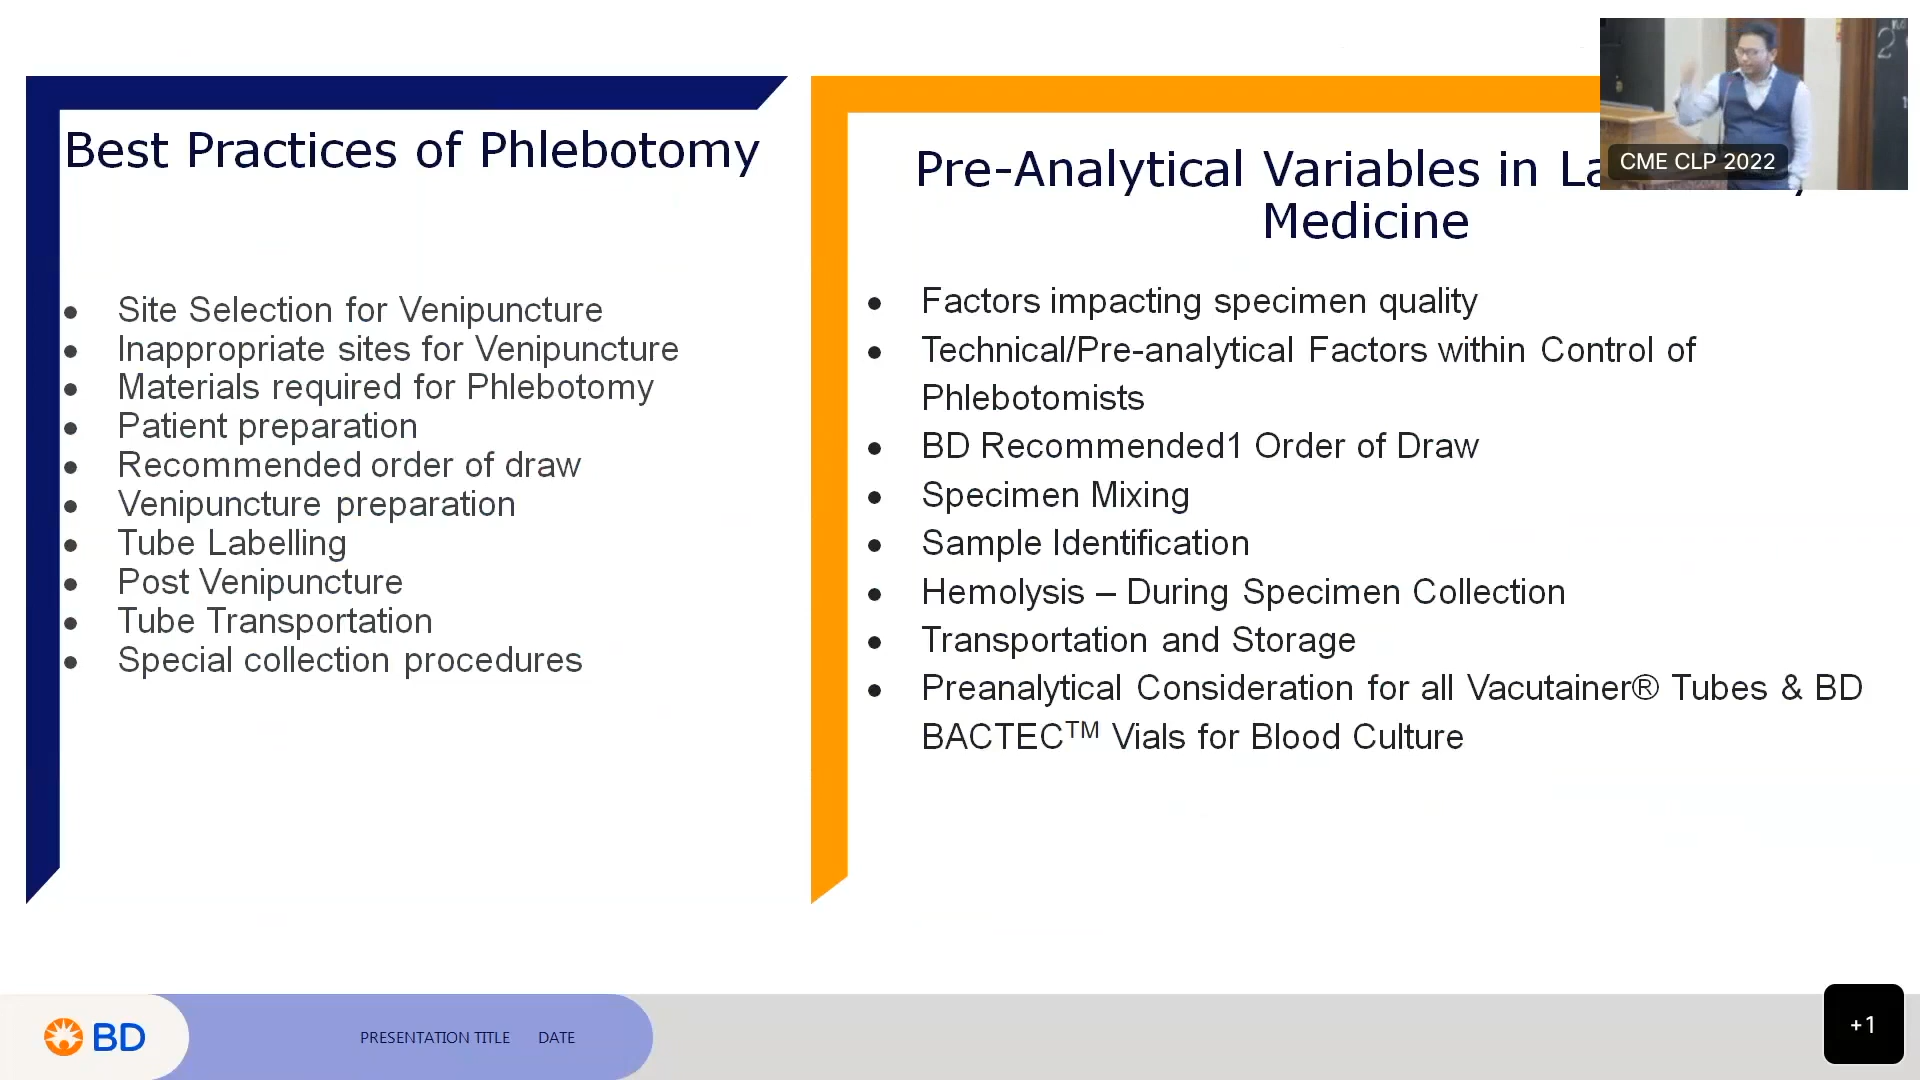 Best Practices of Phlebotomy
Site Selection for Venipuncture
Inappropriate sites for Venipuncture
Materials required for Phlebotomy
Patient preparation
Recommended order of draw
Venipuncture preparation
Tube Labelling
Post Venipuncture
Tube Transportation
Special collection procedures
Pre-Analytical Variables in
Medicine
Factors impacting specimen quality
Technical/Pre-analytical Factors within Control of
Phlebotomists
BD Recommended1 Order of Draw
Specimen Mixing
Sample Identification
Hemolysis – During Specimen Collection
Transportation and Storage
Preanalytical Consideration for all Vacutainer® Tubes & BD
BACTEC™ Vials for Blood Culture
CME CLP 2022
2
BD
PRESENTATION TITLE DATE
+1